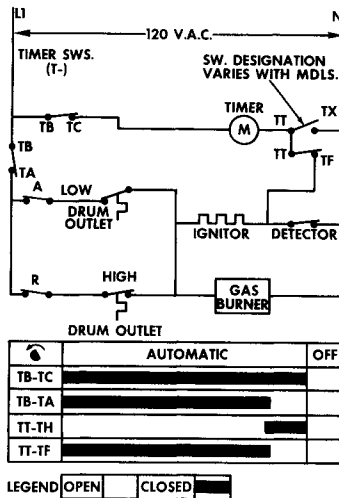 L1 N
120 V.A.C.
TIMER SWS.
(T-)
SW. DESIGNATION
VARIES WITH MDLS.
TIMER TT TX
TB TC M
TB TT TF
TA
A LOW
DRUM
OUTLET
IGNITOR DETECTOR
R HIGH
GAS
BURNER
DRUM OUTLET
AUTOMATIC OFF
TB-TC
TB-TA
TT-TH
TT-TF
LEGEND OPEN CLOSED